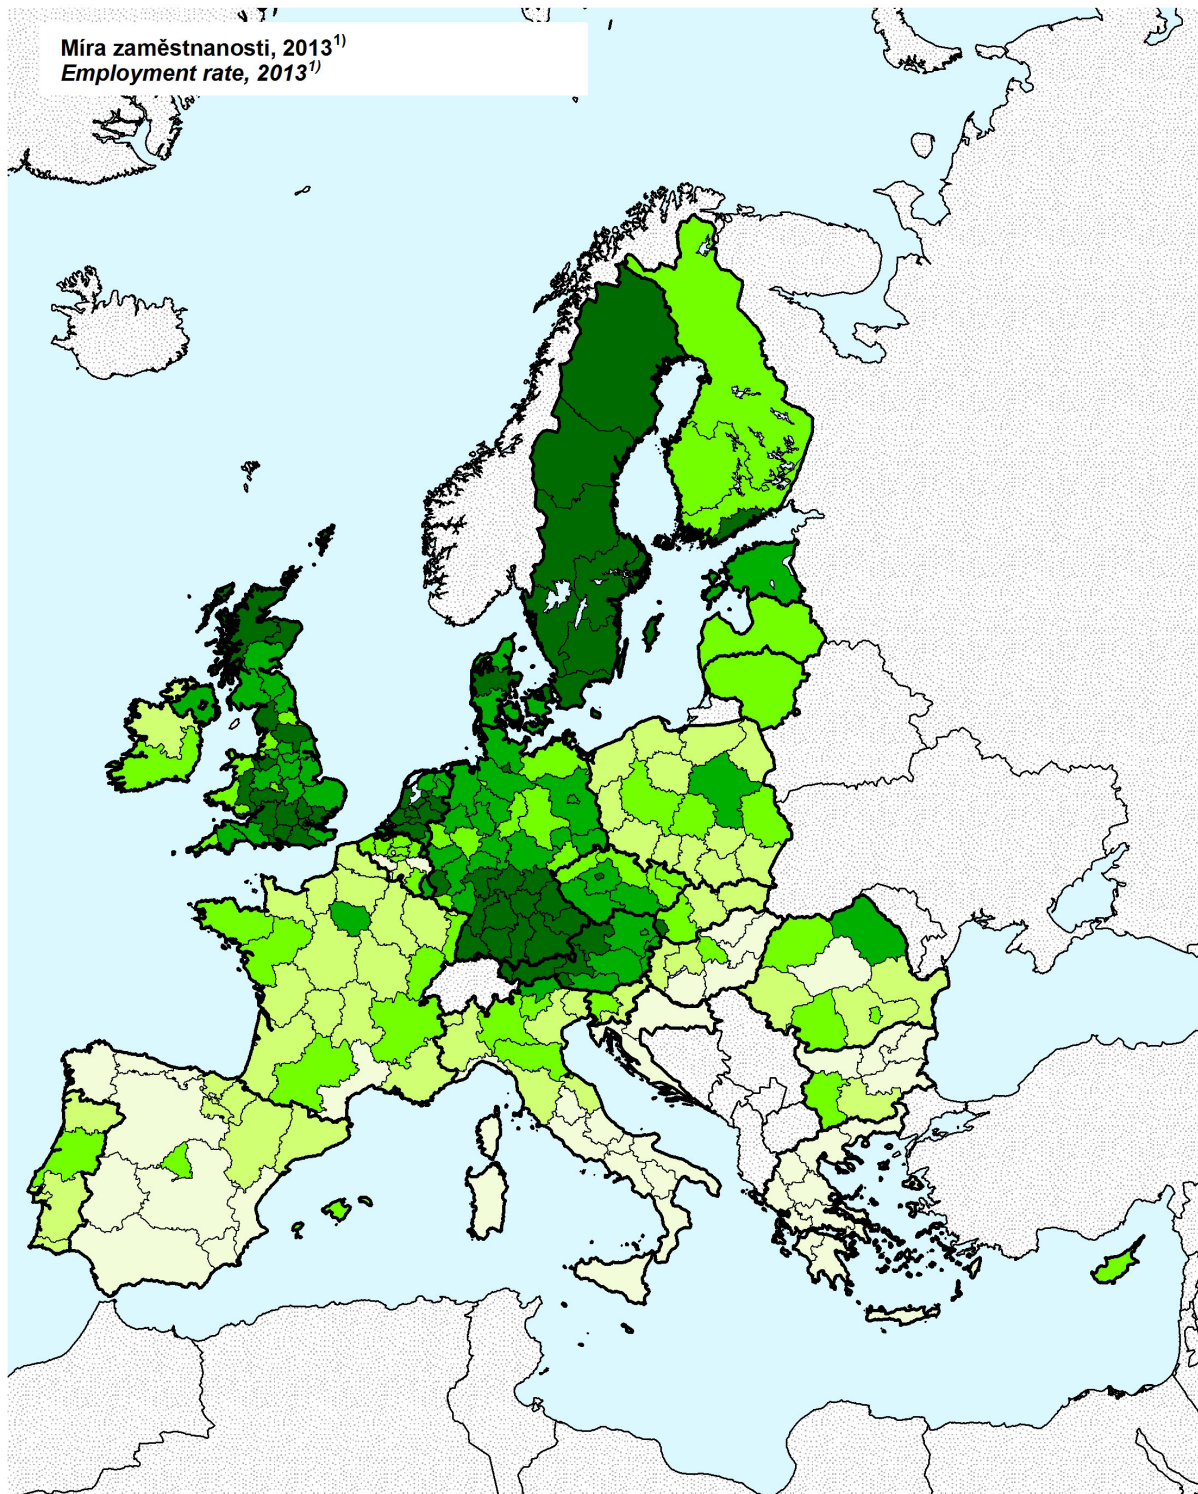 Míra zaměstnanosti, 2013¹⁾
Employment rate, 2013¹⁾